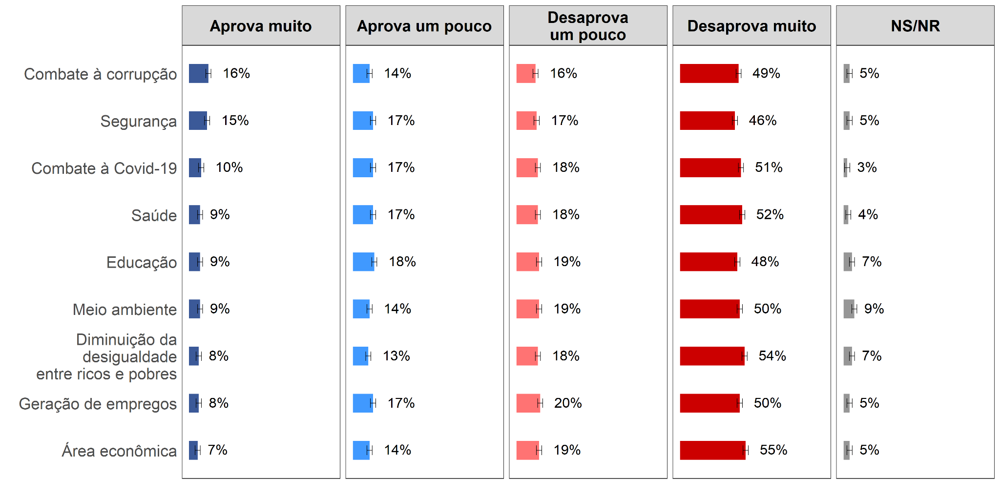 Aprova muito
Aprova um pouco
Desaprova
um pouco
Desaprova muito
NS/NR
Combate à corrupção 16% 14% 16% 49% 5%
Segurança 15% 17% 17% 46% 5%
Combate à Covid-19 10% 17% 18% 51% 3%
Saúde 9% 17% 18% 52% 4%
Educação 9% 18% 19% 48% 7%
Meio ambiente 9% 14% 19% 50% 9%
Diminuição da
desigualdade
entre ricos e pobres
8% 13% 18% 54% 7%
Geração de empregos 8% 17% 20% 50% 5%
Área econômica 7% 14% 19% 55% 5%